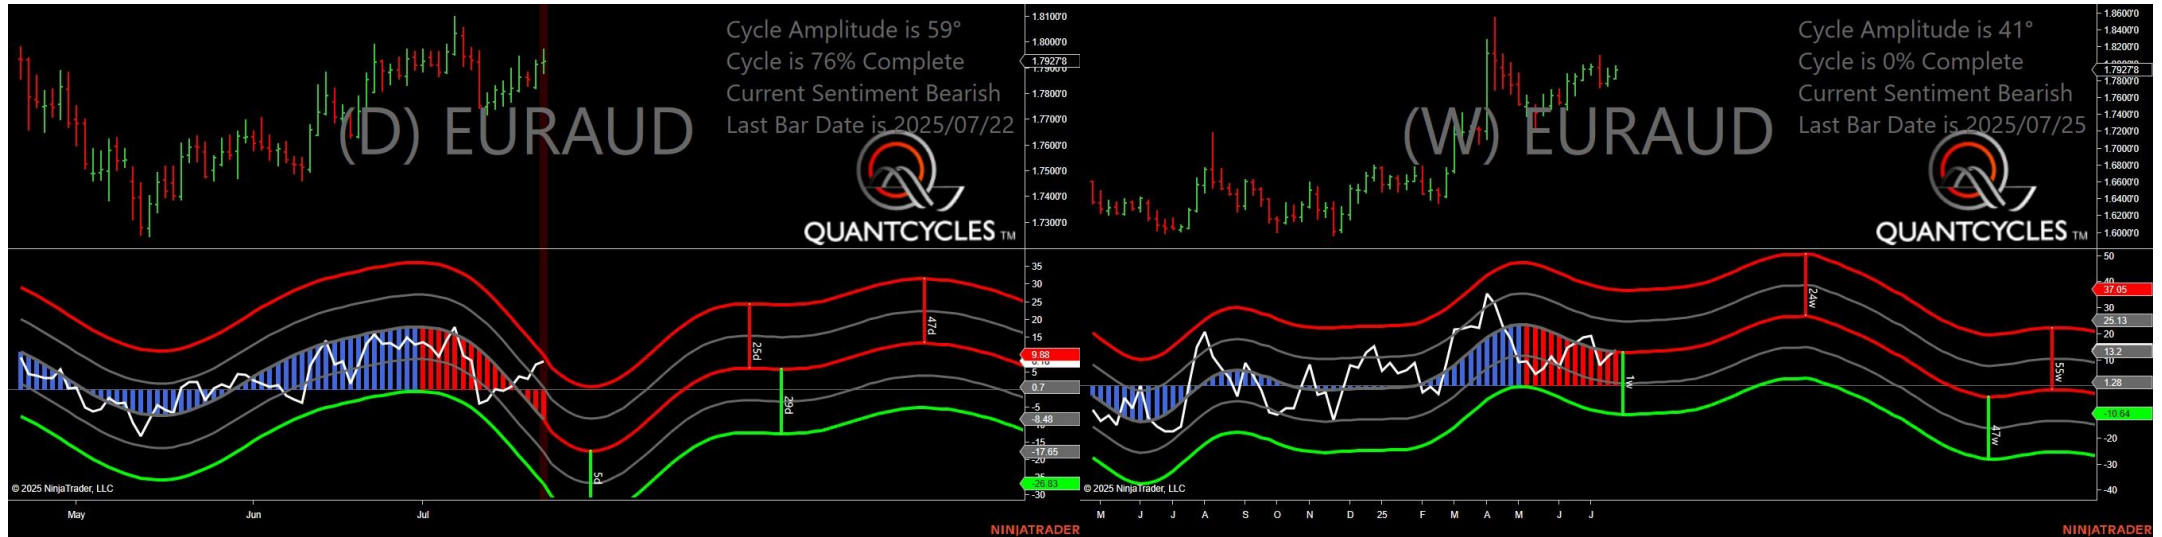 Cycle Amplitude is 59°
Cycle is 76% Complete
Current Sentiment Bearish
Last Bar Date is 2025/07/22
(D) EURAUD
QUANTCYCLES TM
1.8100'0
1.8000'0
1.7927'8
1.7800'0
1.7700'0
1.7600'0
1.7500'0
1.7400'0
1.7300'0
35
30
25
20
15
9.88
5
0.7
-5
-8.48
-15
-17.65
-20
-26.83
-30
25d
47d
29d
5d
© 2025 NinjaTrader, LLC
May
Jun
Jul
NINJATRADER
Cycle Amplitude is 41°
Cycle is 0% Complete
Current Sentiment Bearish
Last Bar Date is 2025/07/25
(W) EURAUD
QUANTCYCLES TM
1.8600'0
1.8400'0
1.8200'0
1.7927'8
1.7800'0
1.7600'0
1.7400'0
1.7200'0
1.7000'0
1.6800'0
1.6600'0
1.6400'0
1.6200'0
1.6000'0
50
40
37.05
30
25.13
13.2
10
1.28
-10.64
-20
-30
-40
24w
55w
1w
47w
© 2025 NinjaTrader, LLC
M
J
J
A
S
O
N
D
25
F
M
A
M
J
J
NINJATRADER